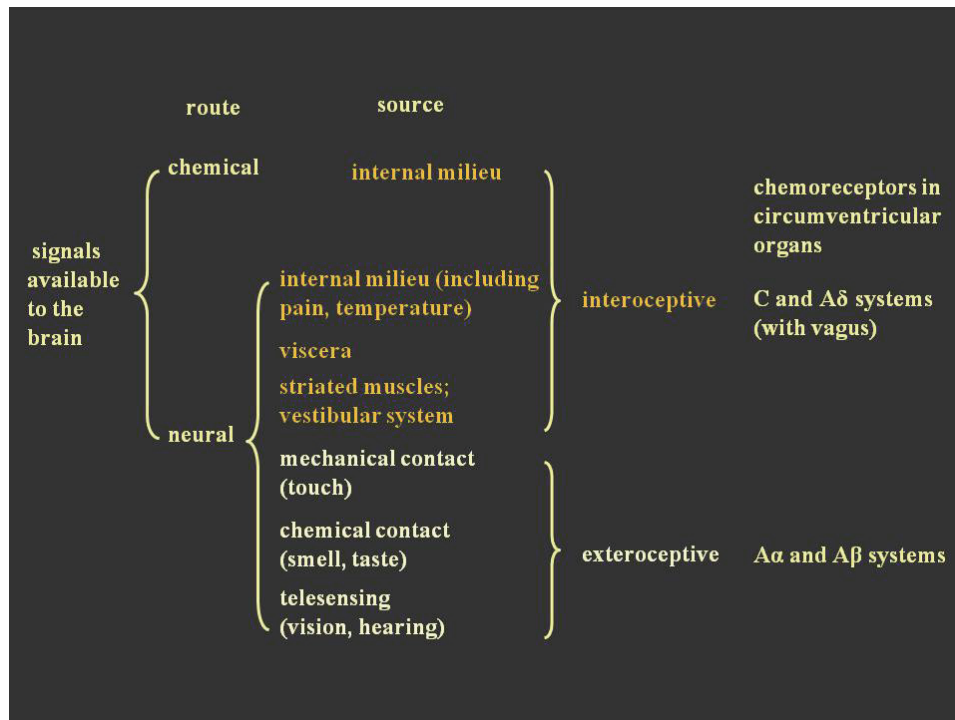 route
source
chemical
internal milieu
chemoreceptors in
circumventricular
organs
signals
available
to the
brain
internal milieu (including
pain, temperature)
interoceptive
C and Aδ systems
(with vagus)
viscera
striated muscles;
vestibular system
neural
mechanical contact
(touch)
chemical contact
(smell, taste)
exteroceptive
Aα and Aβ systems
telesensing
(vision, hearing)